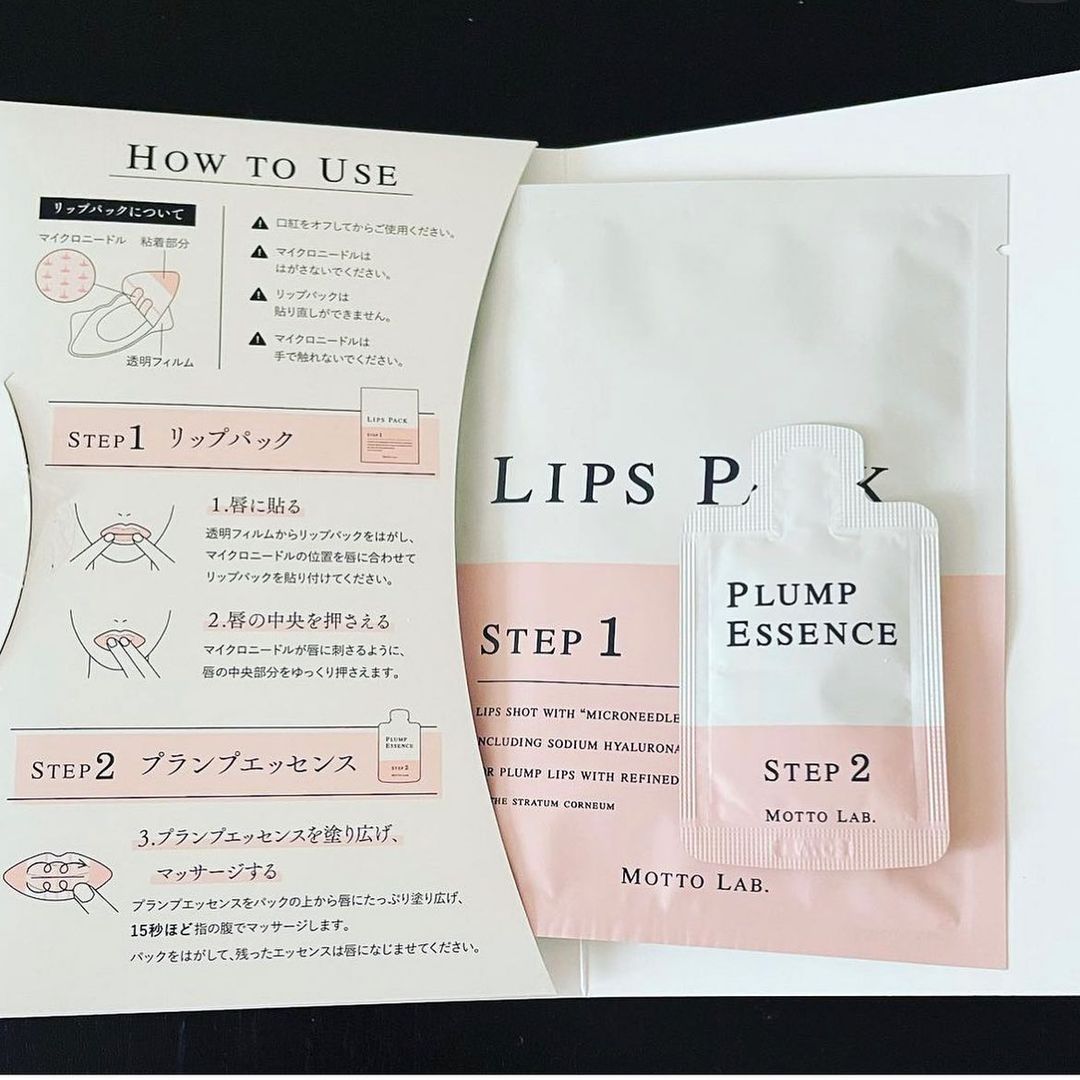 HOW TO USE
リップパックについて
マイクロニードル 粘着部分
透明フィルム
口紅をオフしてからご使用ください。
マイクロニードルは
はがさないでください。
リップパックは
貼り直しができません。
マイクロニードルは
手で触れないでください。
STEP1 リップパック
LIPS PACK
STEP 1
1.唇に貼る
透明フィルムからリップパックをはがし、
マイクロニードルの位置を唇に合わせて
リップパックを貼り付けてください。
2.唇の中央を押さえる
マイクロニードルが唇に刺さるように、
唇の中央部分をゆっくり押さえます。
STEP2 プランプエッセンス
PLUMP
ESSENCE
STEP 2
MOTTO LAB.
3.プランプエッセンスを塗り広げ、
マッサージする
プランプエッセンスをパックの上から唇にたっぷり塗り広げ、
15秒ほど指の腹でマッサージします。
パックをはがして、残ったエッセンスは唇になじませてください。
LIPS P K
STEP 1
LIPS SHOT WITH "MICRONEEDLE
NCLUDING SODIUM HYALURONA
R PLUMP LIPS WITH REFINED
THE STRATUM CORNEUM
MOTTO LAB.
PLUMP
ESSENCE
STEP 2
MOTTO LAB.